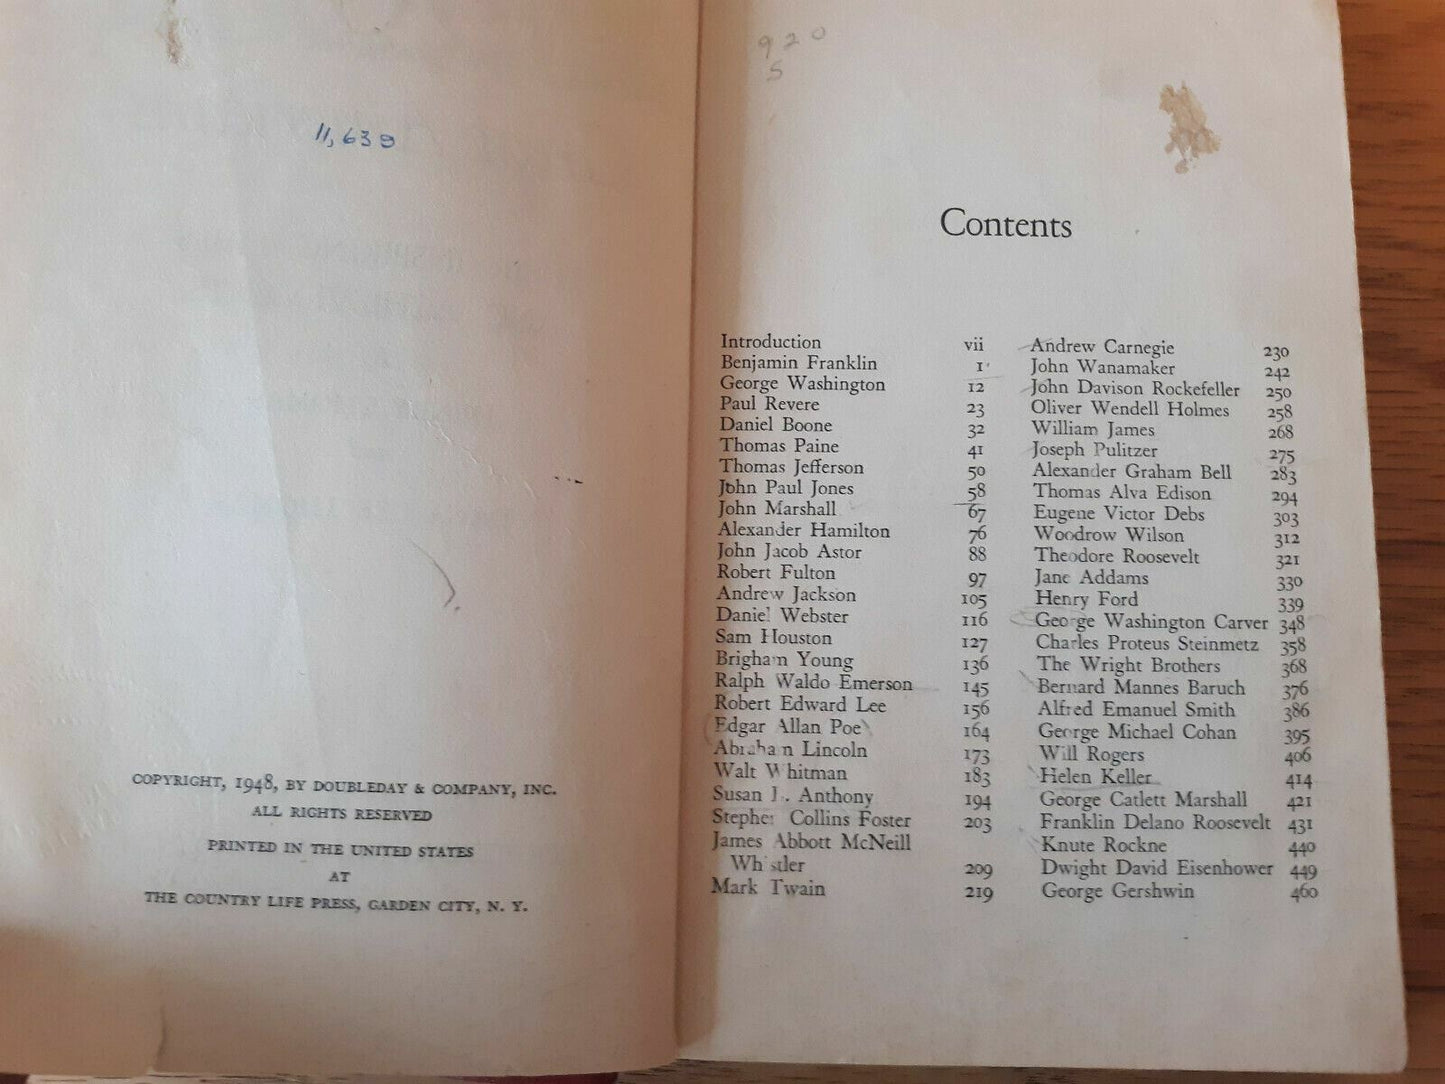 11,639
COPYRIGHT, 1948, BY DOUBLEDAY & COMPANY, INC.
ALL RIGHTS RESERVED
PRINTED IN THE UNITED STATES
AT
THE COUNTRY LIFE PRESS, GARDEN CITY, N. Y.
920
S
Contents
Introduction vii
Benjamin Franklin 1
George Washington 12
Paul Revere 23
Daniel Boone 32
Thomas Paine 41
Thomas Jefferson 50
John Paul Jones 58
John Marshall 67
Alexander Hamilton 76
John Jacob Astor 88
Robert Fulton 97
Andrew Jackson 105
Daniel Webster 116
Sam Houston 127
Brigham Young 136
Ralph Waldo Emerson 145
Robert Edward Lee 156
Edgar Allan Poe 164
Abraham Lincoln 173
Walt Whitman 183
Susan B. Anthony 194
Stephen Collins Foster 203
James Abbott McNeill
Whistler 209
Mark Twain 219
Andrew Carnegie 230
John Wanamaker 242
John Davison Rockefeller 250
Oliver Wendell Holmes 258
William James 268
Joseph Pulitzer 275
Alexander Graham Bell 283
Thomas Alva Edison 294
Eugene Victor Debs 303
Woodrow Wilson 312
Theodore Roosevelt 321
Jane Addams 330
Henry Ford 339
George Washington Carver 348
Charles Proteus Steinmetz 358
The Wright Brothers 368
Bernard Mannes Baruch 376
Alfred Emanuel Smith 386
George Michael Cohan 395
Will Rogers 406
Helen Keller 414
George Catlett Marshall 421
Franklin Delano Roosevelt 431
Knute Rockne 440
Dwight David Eisenhower 449
George Gershwin 460